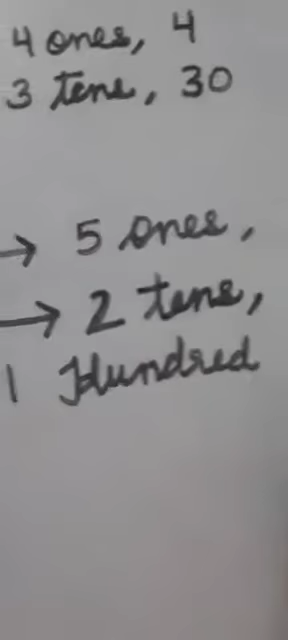 4 ones, 4
3 tens, 30
→ 5 ones,
→ 2 tens,
1 Hundred